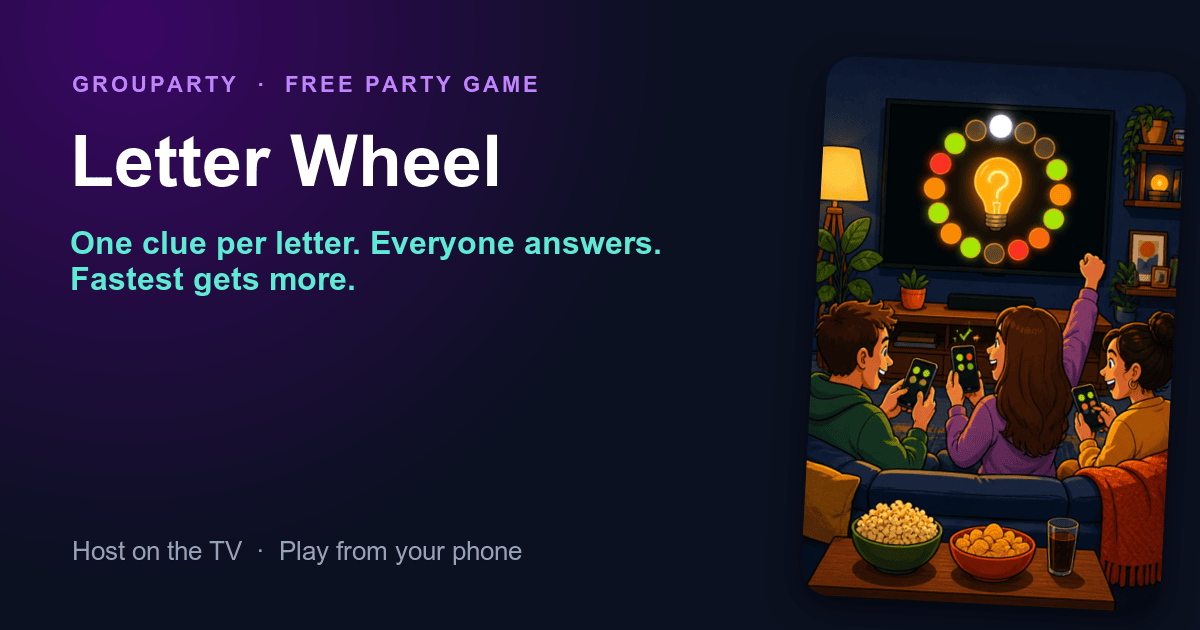 GROUPARTY · FREE PARTY GAME
Letter Wheel
One clue per letter. Everyone answers.
Fastest gets more.
Host on the TV · Play from your phone